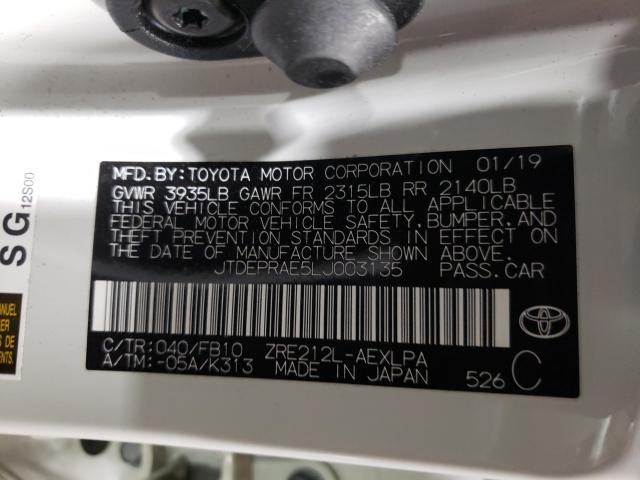 MFD.BY:TOYOTA MOTOR CORPORATION 01/19
GVWR 3935LB GAWR FR 2315LB RR 2140LB
THIS VEHICLE CONFORMS TO ALL APPLICABLE
FEDERAL MOTOR VEHICLE SAFETY, BUMPER, AND
THEFT PREVENTION STANDARDS IN EFFECT ON
THE DATE OF MANUFACTURE SHOWN ABOVE.
JTDEPRAE5LJ003135 PASS.CAR
C/TR:040/FB10 ZRE212L-AEXLPA
A/TM:-05A/K313 MADE IN JAPAN 526 C
SG 12S00